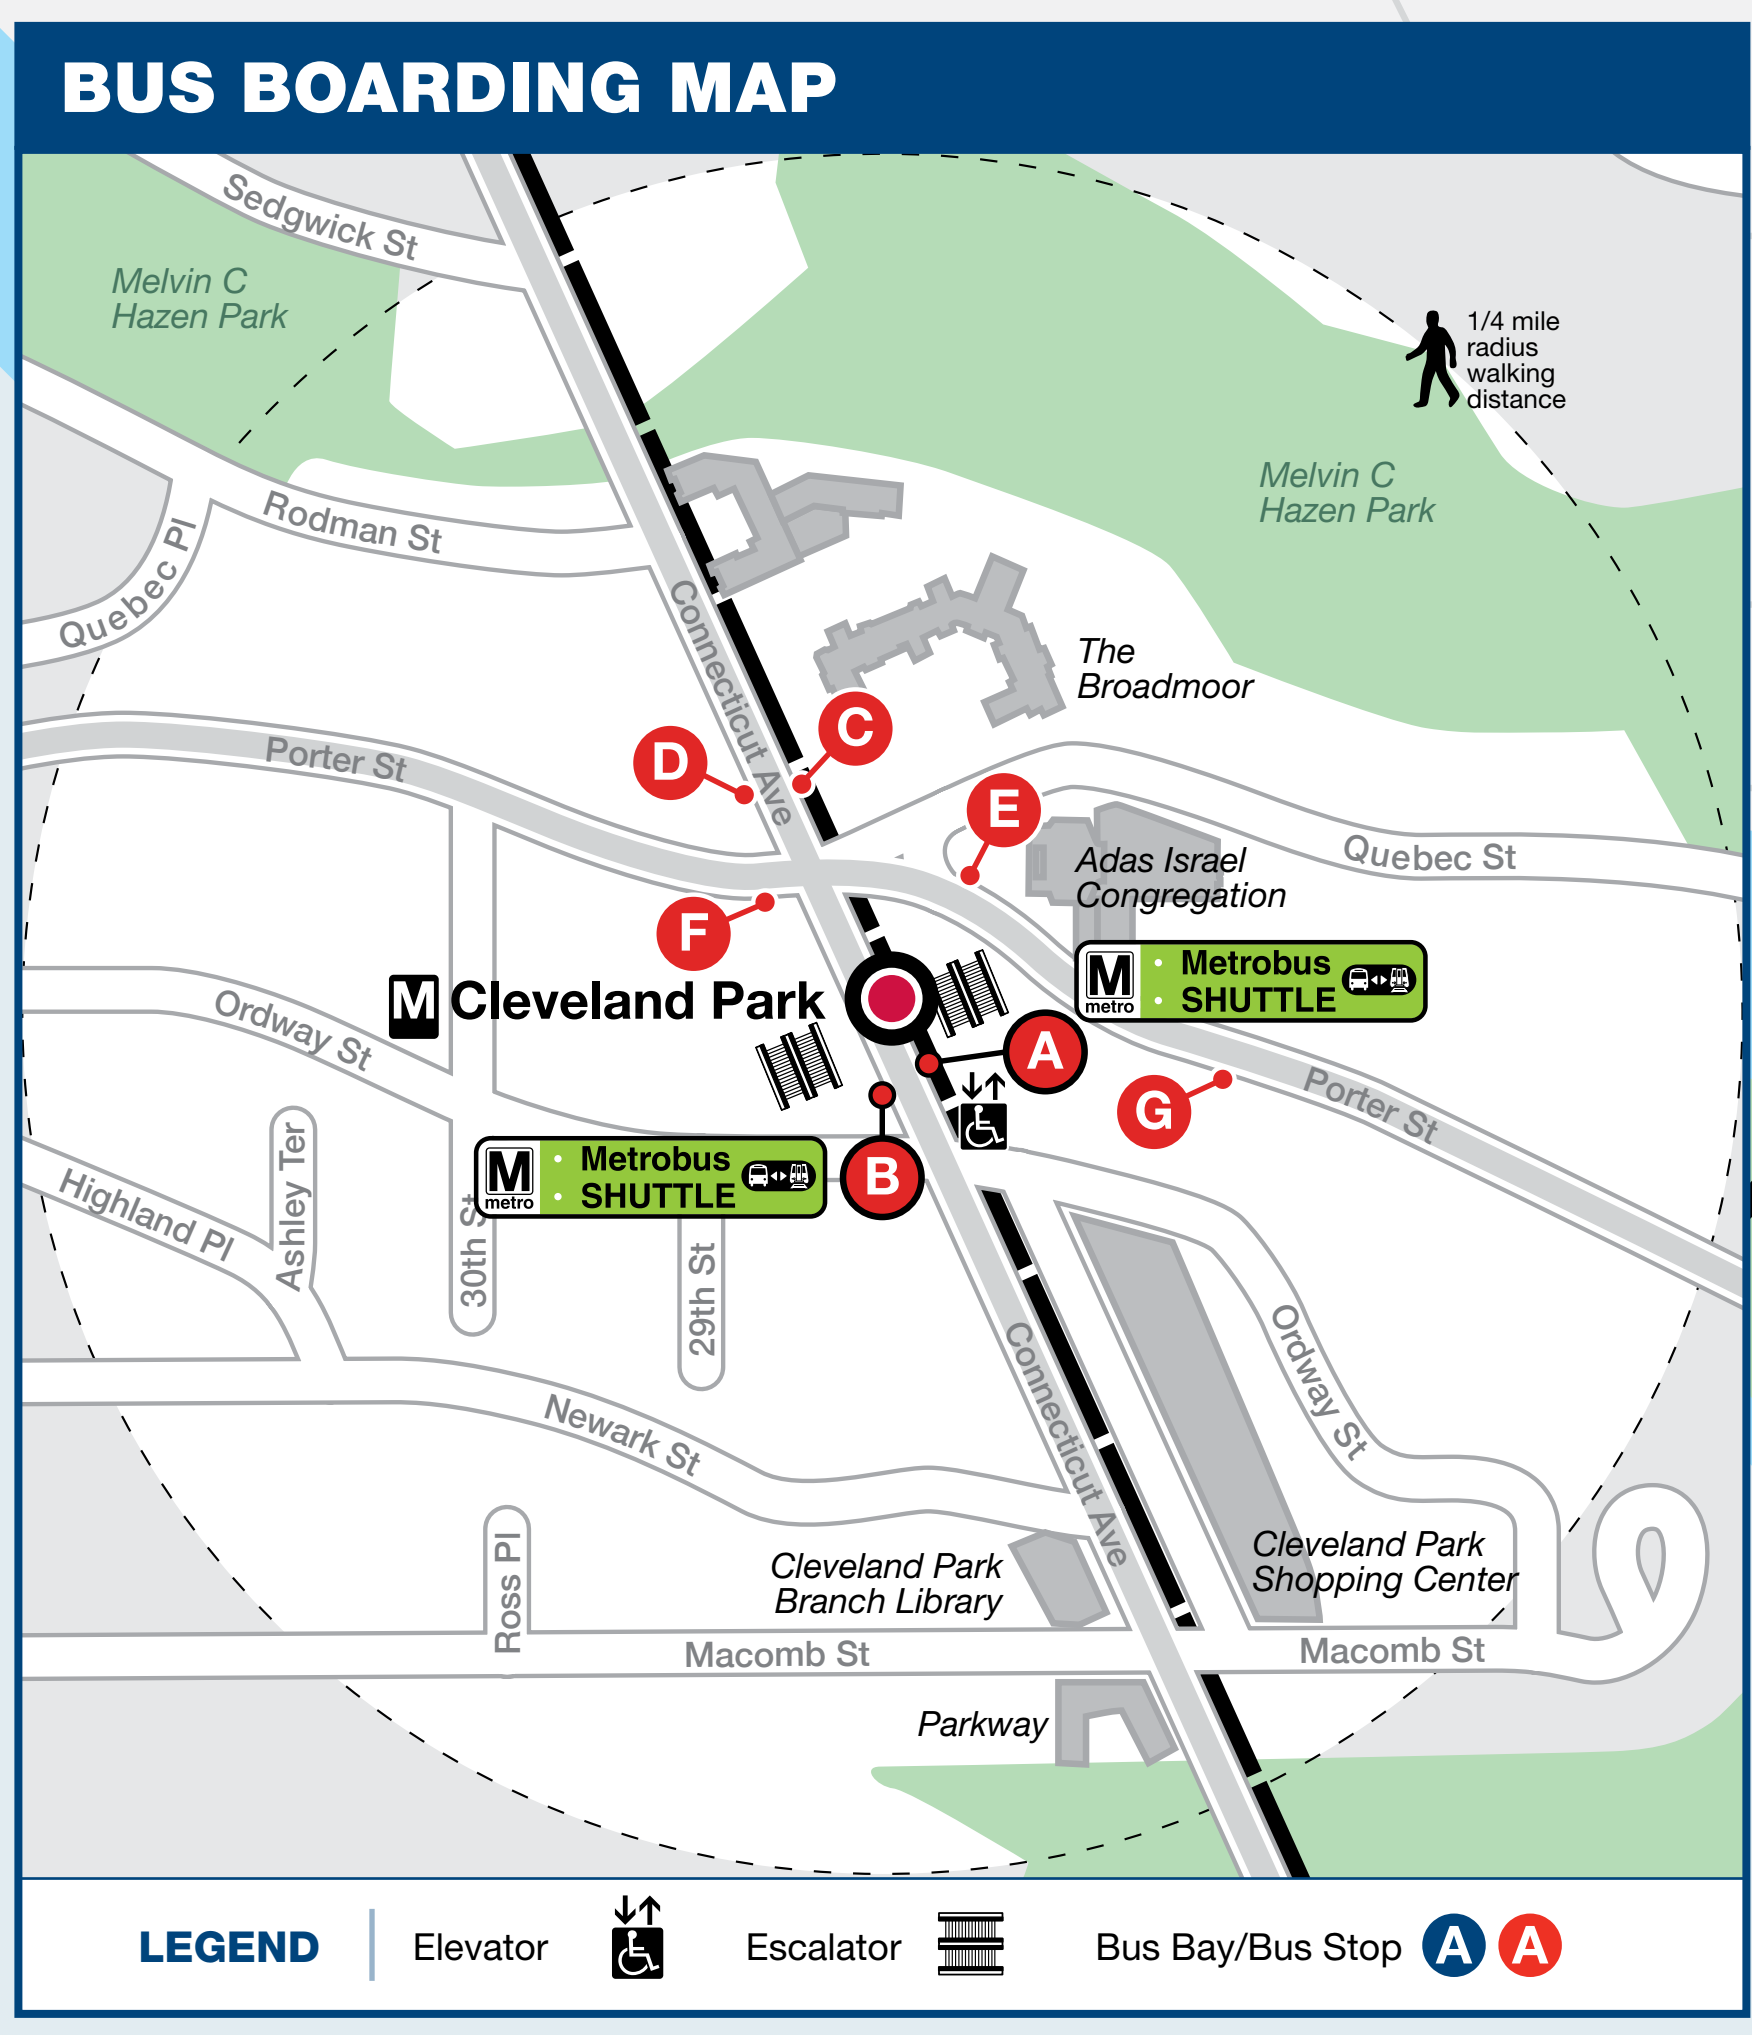 BUS BOARDING MAP
Sedgwick St
Melvin C
Hazen Park
1/4 mile
radius
walking
distance
Melvin C
Hazen Park
Rodman St
Quebec Pl
Connecticut Ave
The
Broadmoor
C
D
Porter St
E
Quebec St
Adas Israel
Congregation
F
M
metro
Metrobus
SHUTTLE
M Cleveland Park
Ordway St
A
G
Porter St
M
metro
Metrobus
SHUTTLE
B
Highland Pl
Ashley Ter
30th St
29th St
Connecticut Ave
Ordway St
Newark St
Ross Pl
Cleveland Park
Branch Library
Cleveland Park
Shopping Center
Macomb St
Macomb St
Parkway
LEGEND
Elevator
Escalator
Bus Bay/Bus Stop A A